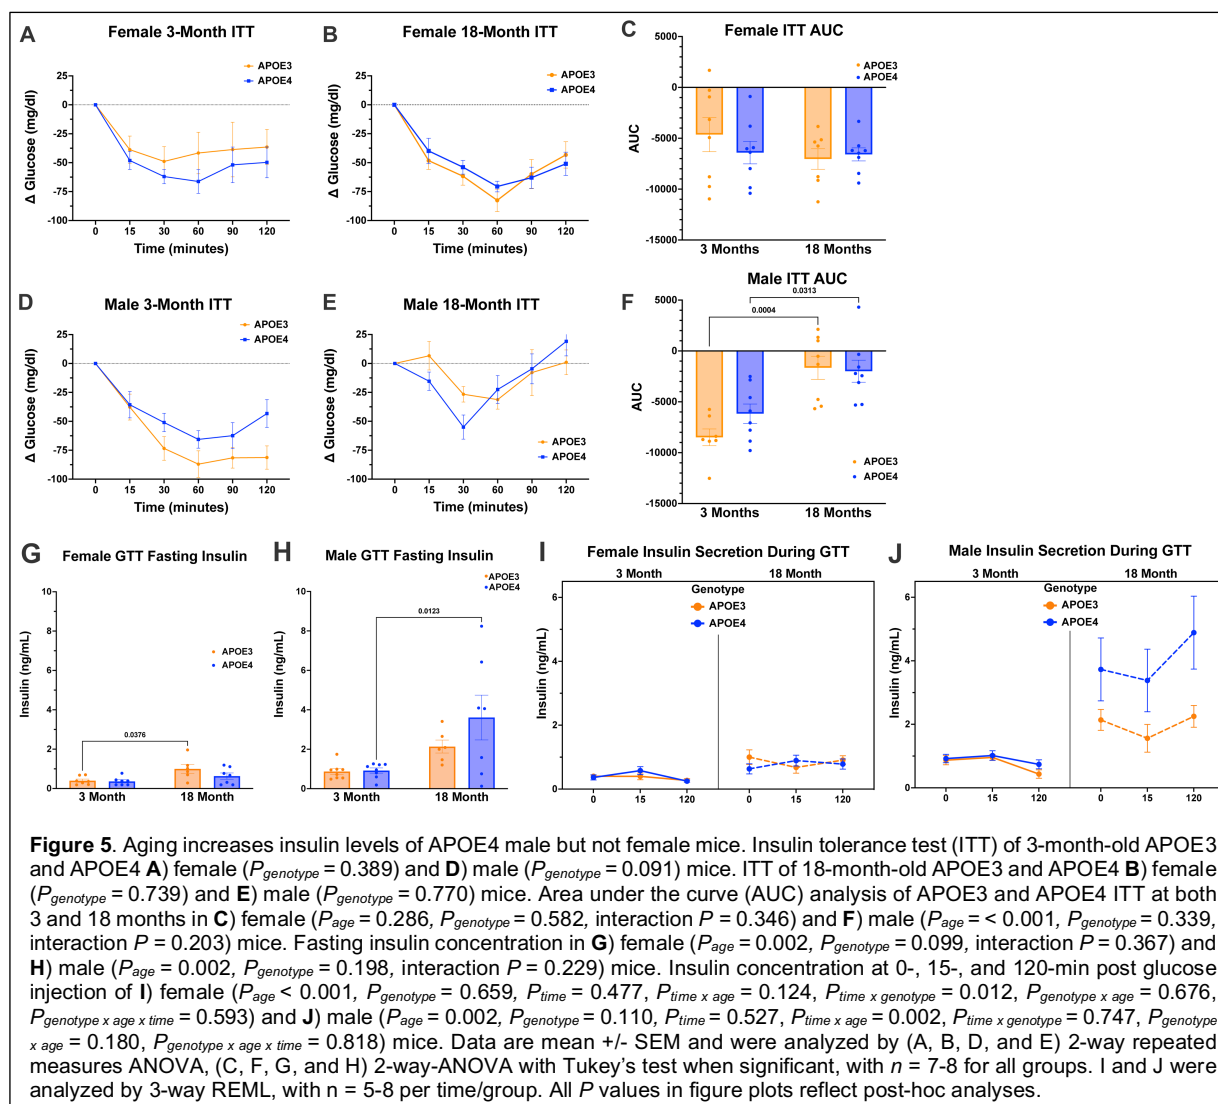 A
Female 3-Month ITT
APOE3
APOE4
25
0
-25
-50
-75
-100
Δ Glucose (mg/dl)
0 15 30 60 90 120
Time (minutes)
B
Female 18-Month ITT
APOE3
APOE4
25
0
-25
-50
-75
-100
Δ Glucose (mg/dl)
0 15 30 60 90 120
Time (minutes)
C
Female ITT AUC
APOE3
APOE4
5000
0
-5000
-10000
-15000
AUC
3 Months 18 Months
D
Male 3-Month ITT
APOE3
APOE4
25
0
-25
-50
-75
-100
Δ Glucose (mg/dl)
0 15 30 60 90 120
Time (minutes)
E
Male 18-Month ITT
25
0
-25
-50
-75
-100
Δ Glucose (mg/dl)
APOE3
APOE4
0 15 30 60 90 120
Time (minutes)
F
Male ITT AUC
0.0313
0.0004
5000
0
-5000
-10000
-15000
AUC
APOE3
APOE4
3 Months 18 Months
G
Female GTT Fasting Insulin
10
8
6
4
2
0
Insulin (ng/mL)
APOE3
APOE4
0.0376
3 Month 18 Month
H
Male GTT Fasting Insulin
APOE3
APOE4
10
8
6
4
2
0
Insulin (ng/mL)
0.0123
3 Month 18 Month
I
Female Insulin Secretion During GTT
3 Month 18 Month
Genotype
APOE3
APOE4
6
4
2
0
Insulin (ng/mL)
0 15 120 0 15 120
J
Male Insulin Secretion During GTT
3 Month 18 Month
Genotype
APOE3
APOE4
6
4
2
0
Insulin (ng/mL)
0 15 120 0 15 120
Figure 5. Aging increases insulin levels of APOE4 male but not female mice. Insulin tolerance test (ITT) of 3-month-old APOE3
and APOE4 A) female (Pgenotype = 0.389) and D) male (Pgenotype = 0.091) mice. ITT of 18-month-old APOE3 and APOE4 B) female
(Pgenotype = 0.739) and E) male (Pgenotype = 0.770) mice. Area under the curve (AUC) analysis of APOE3 and APOE4 ITT at both
3 and 18 months in C) female (Page = 0.286, Pgenotype = 0.582, interaction P = 0.346) and F) male (Page = < 0.001, Pgenotype = 0.339,
interaction P = 0.203) mice. Fasting insulin concentration in G) female (Page = 0.002, Pgenotype = 0.099, interaction P = 0.367) and
H) male (Page = 0.002, Pgenotype = 0.198, interaction P = 0.229) mice. Insulin concentration at 0-, 15-, and 120-min post glucose
injection of I) female (Page < 0.001, Pgenotype = 0.659, Ptime = 0.477, Ptime x age = 0.124, Ptime x genotype = 0.012, Pgenotype x age = 0.676,
Pgenotype x age x time = 0.593) and J) male (Page = 0.002, Pgenotype = 0.110, Ptime = 0.527, Ptime x age = 0.002, Ptime x genotype = 0.747, Pgenotype
x age = 0.180, Pgenotype x age x time = 0.818) mice. Data are mean +/- SEM and were analyzed by (A, B, D, and E) 2-way repeated
measures ANOVA, (C, F, G, and H) 2-way-ANOVA with Tukey's test when significant, with n = 7-8 for all groups. I and J were
analyzed by 3-way REML, with n = 5-8 per time/group. All P values in figure plots reflect post-hoc analyses.